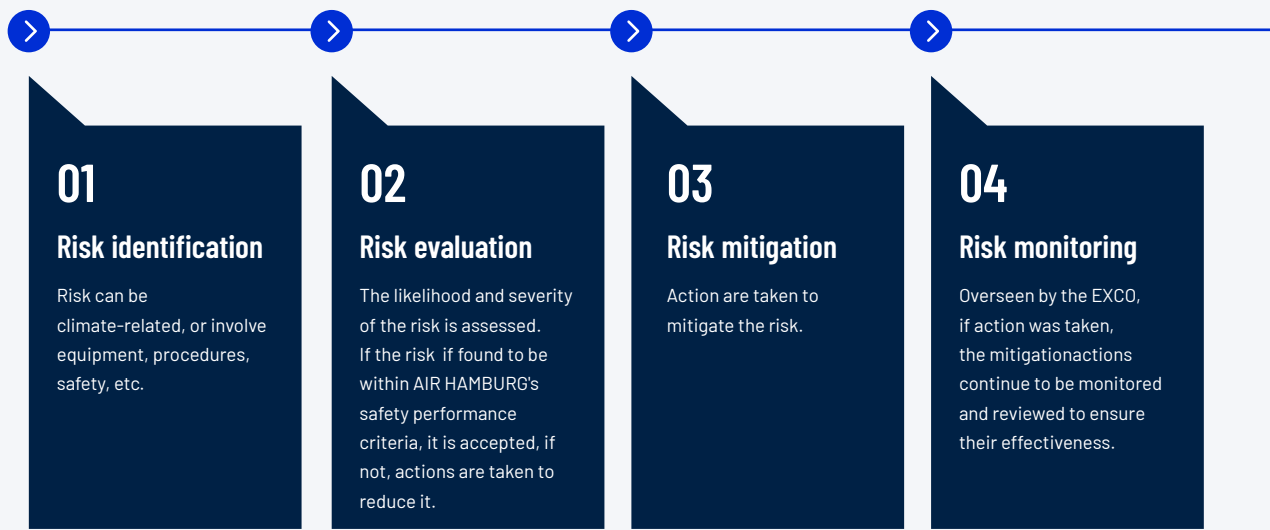 01
Risk identification
Risk can be
climate-related, or involve
equipment, procedures,
safety, etc.
02
Risk evaluation
The likelihood and severity
of the risk is assessed.
If the risk  if found to be
within AIR HAMBURG's
safety performance
criteria, it is accepted, if
not, actions are taken to
reduce it.
03
Risk mitigation
Action are taken to
mitigate the risk.
04
Risk monitoring
Overseen by the EXCO,
if action was taken,
the mitigationactions
continue to be monitored
and reviewed to ensure
their effectiveness.